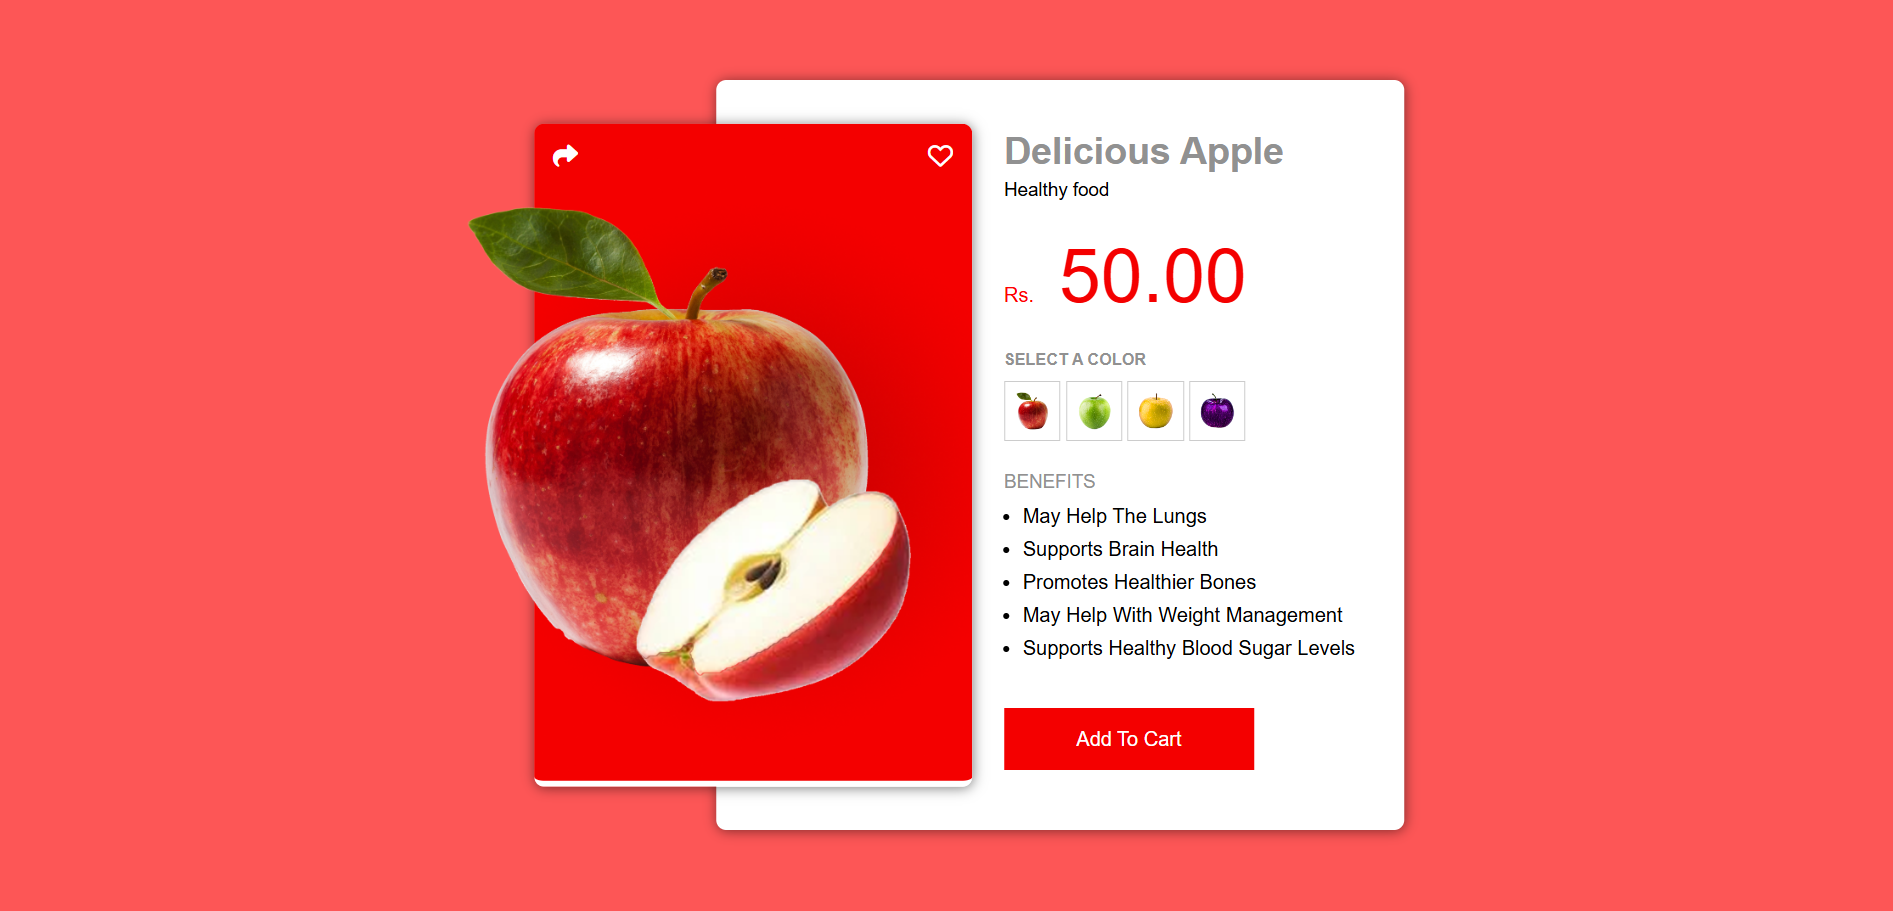 Delicious Apple
Healthy food
Rs. 50.00
SELECT A COLOR
BENEFITS
May Help The Lungs
Supports Brain Health
Promotes Healthier Bones
May Help With Weight Management
Supports Healthy Blood Sugar Levels
Add To Cart